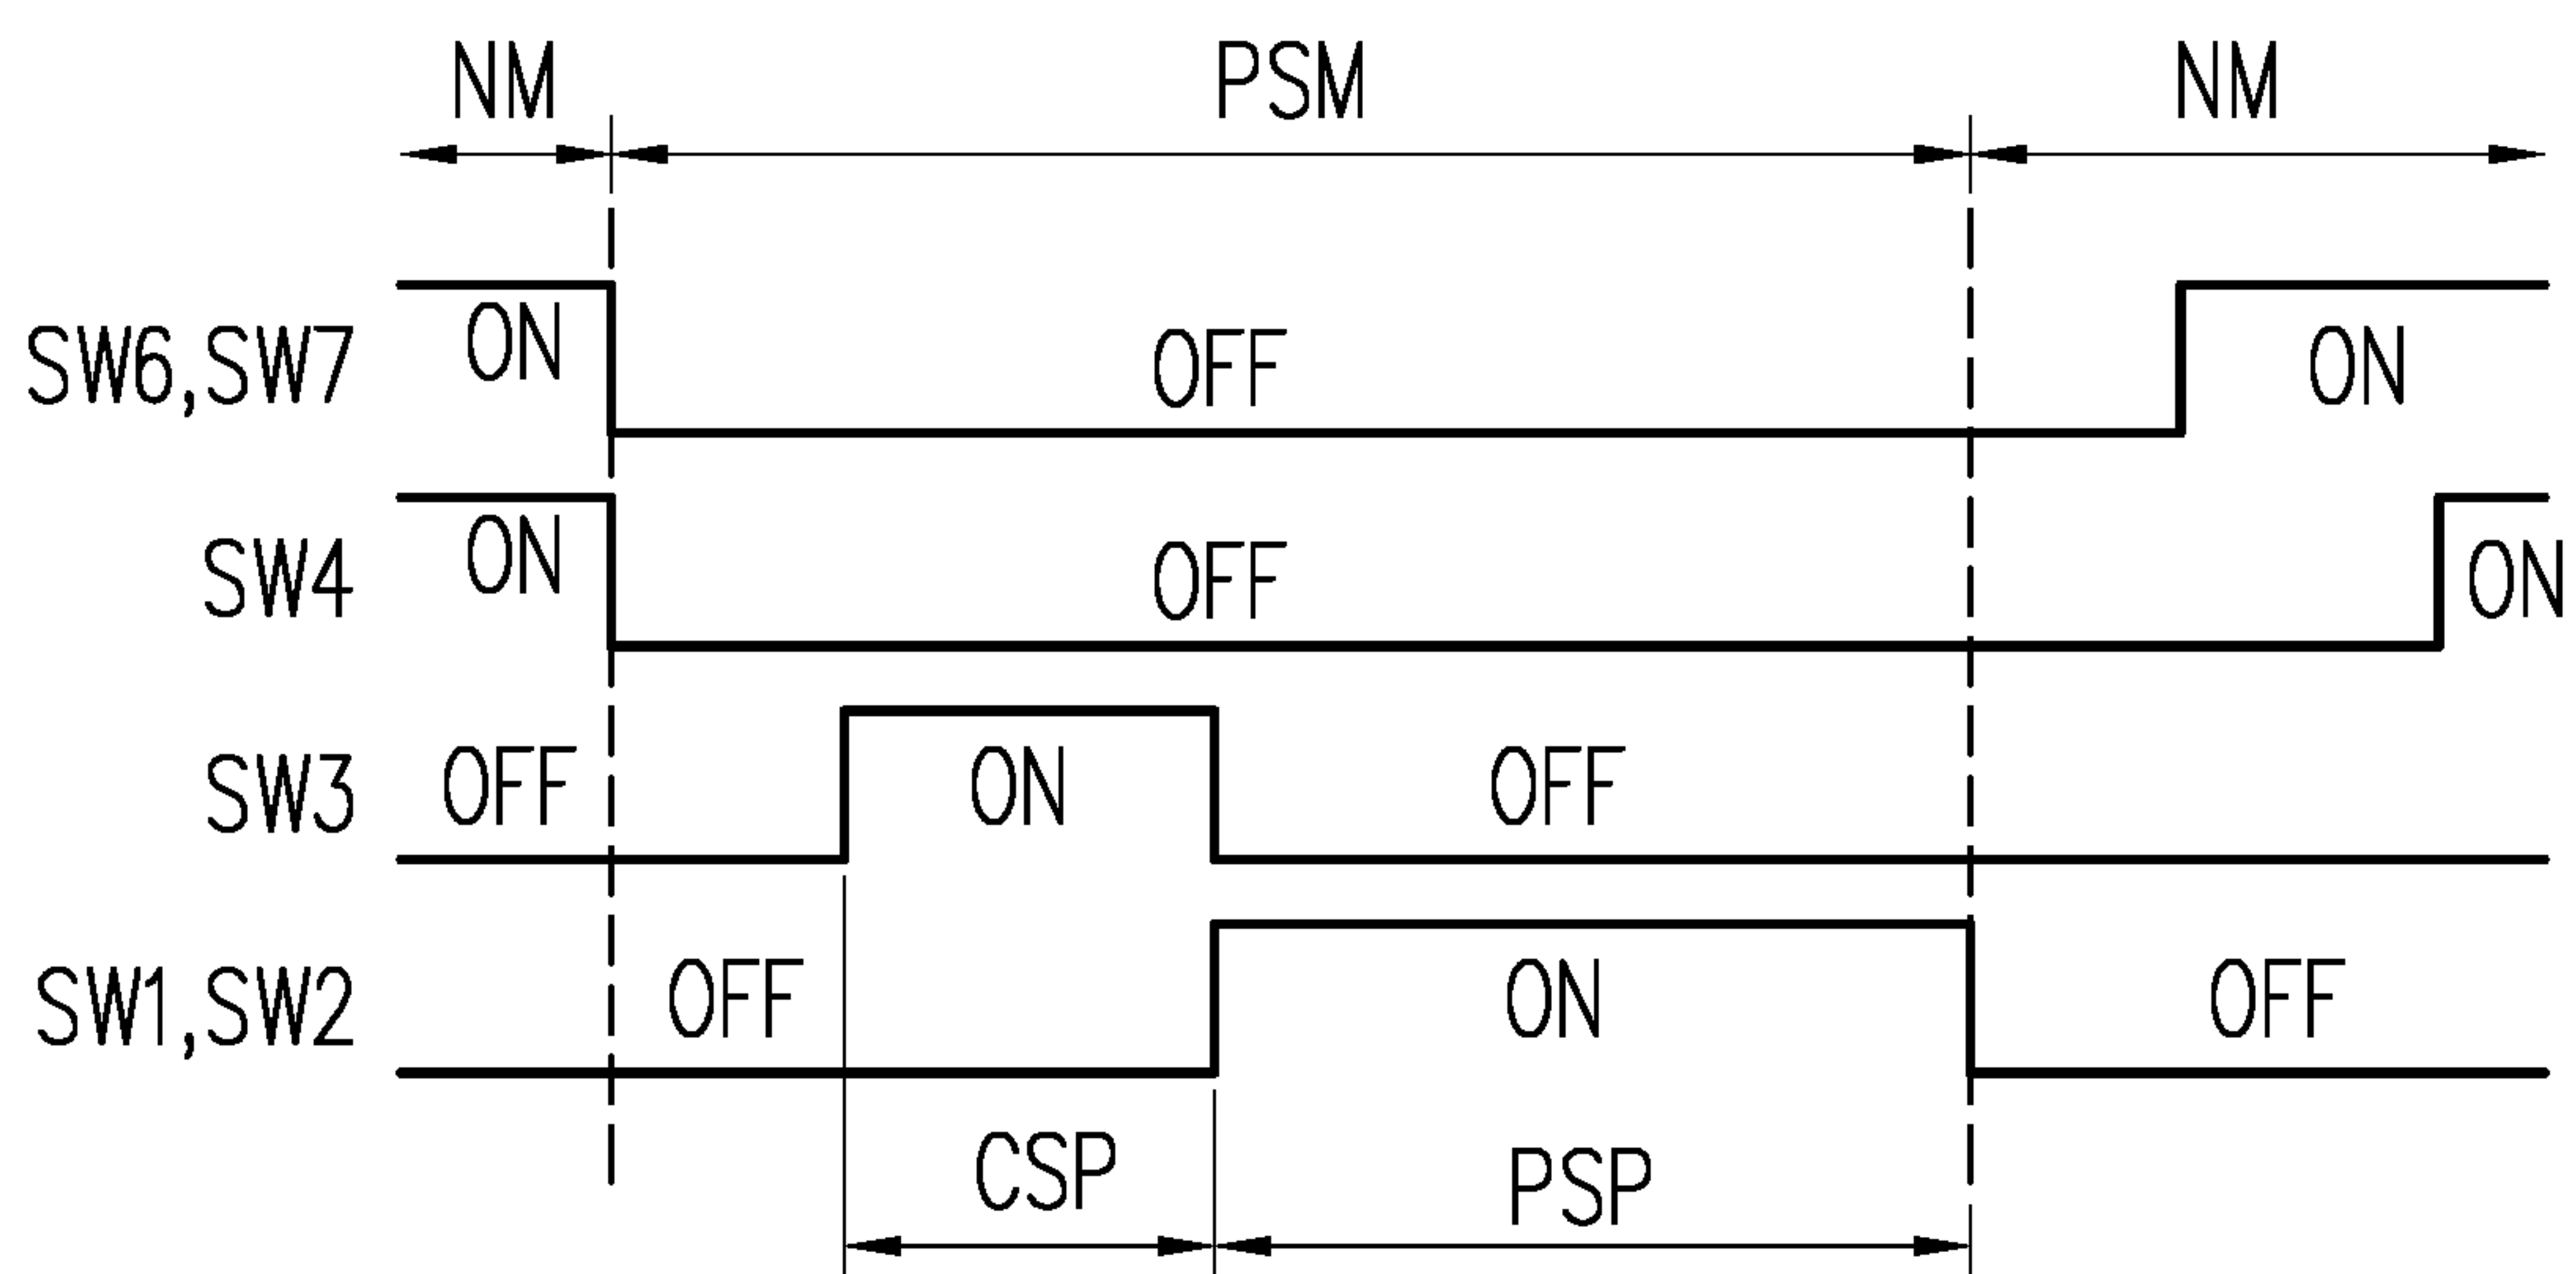 NM PSM NM
SW6,SW7 ON OFF ON
SW4 ON OFF ON
SW3 OFF ON OFF
SW1,SW2 OFF ON OFF
CSP PSP